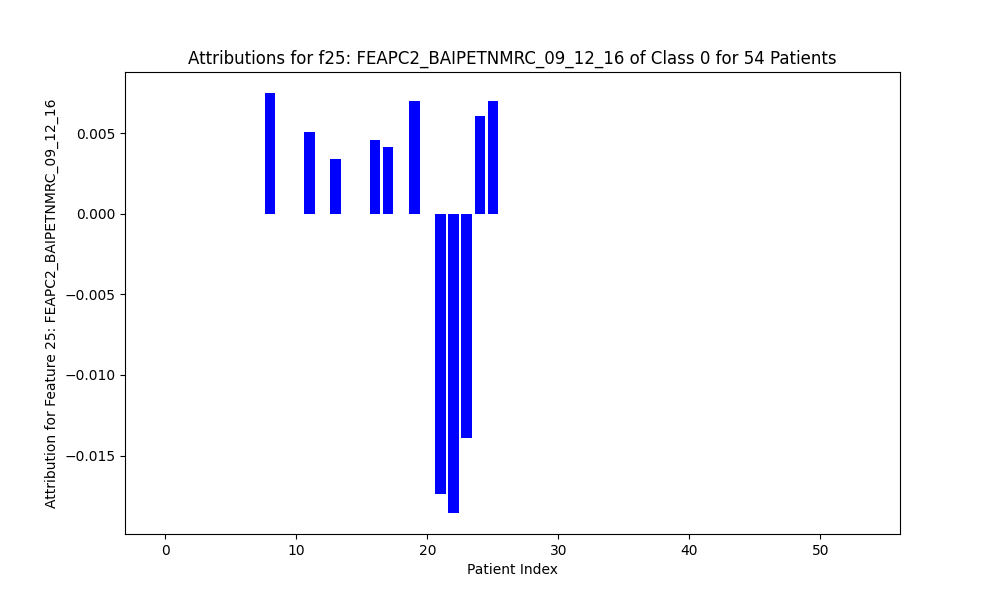 Attributions for f25: FEAPC2_BAIPETNMRC_09_12_16 of Class 0 for 54 Patients
Attribution for Feature 25: FEAPC2_BAIPETNMRC_09_12_16
0.005
0.000
−0.005
−0.010
−0.015
0 10 20 30 40 50
Patient Index